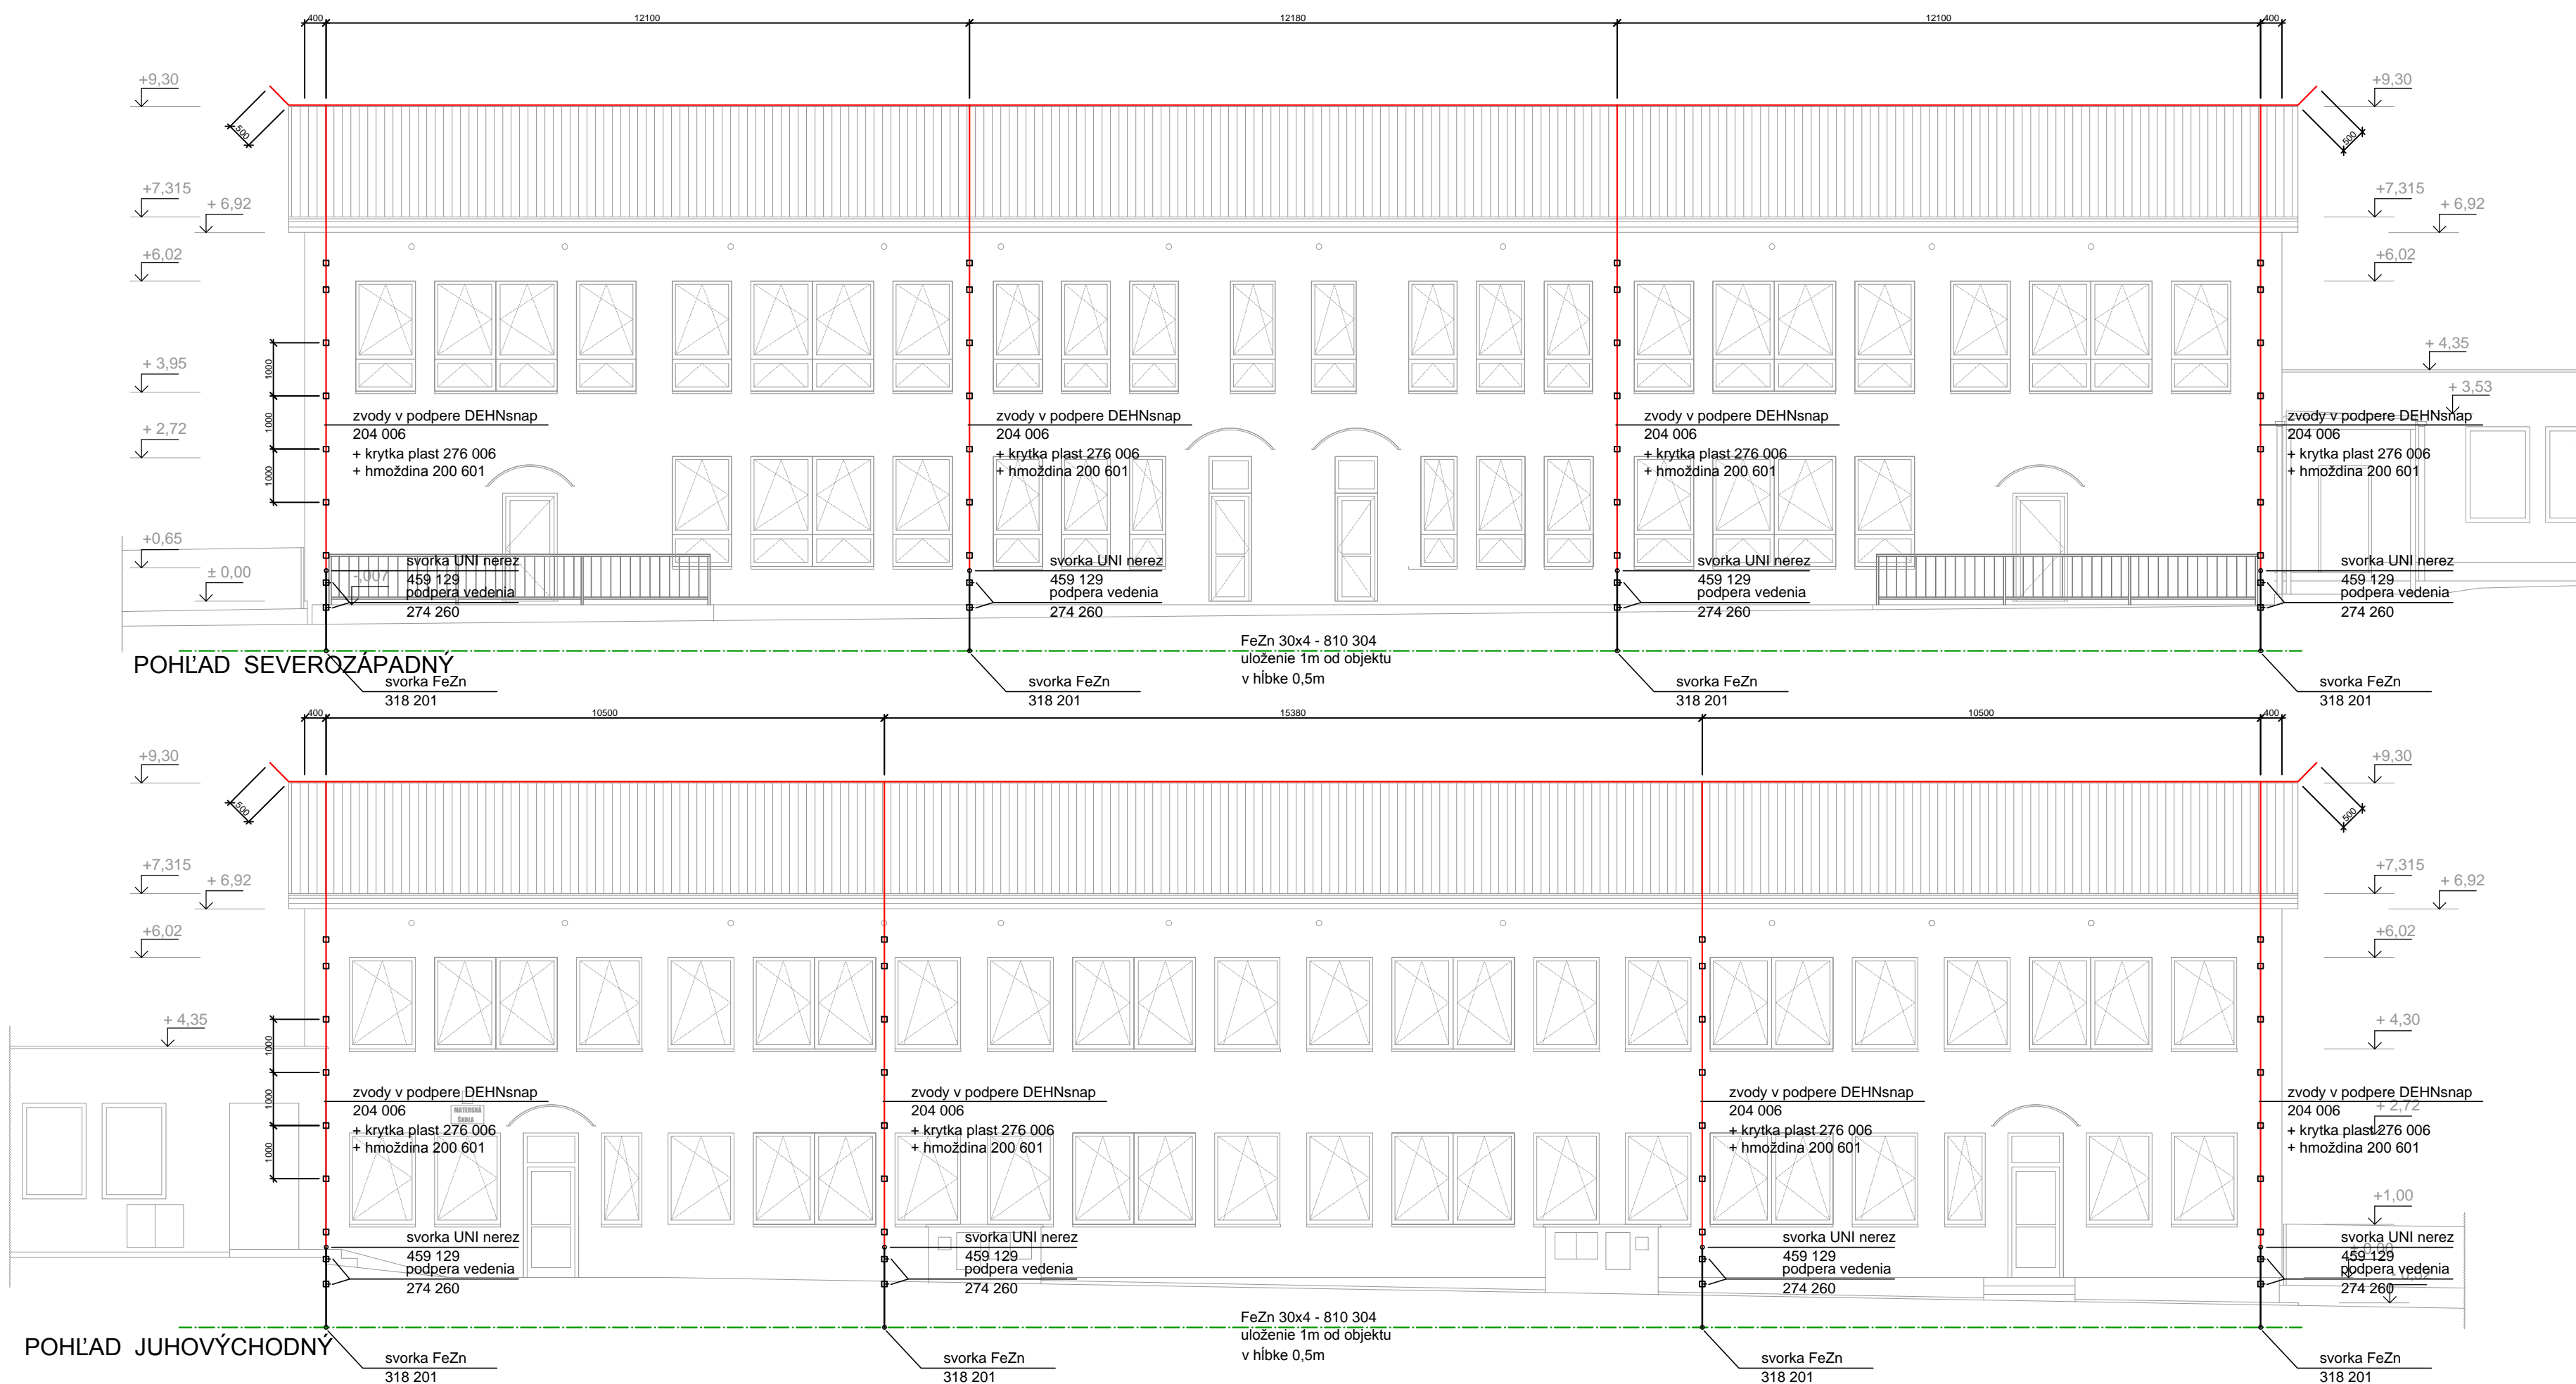 400
12100
12180
12100
400
+9,30
+9,30
500
500
+7,315
+ 6,92
+7,315
+ 6,92
+6,02
+6,02
+ 4,35
+ 3,95
+ 3,53
+ 2,72
1000
1000
1000
zvody v podpere DEHNsnap
204 006
+ krytka plast 276 006
+ hmoždina 200 601
zvody v podpere DEHNsnap
204 006
+ krytka plast 276 006
+ hmoždina 200 601
zvody v podpere DEHNsnap
204 006
+ krytka plast 276 006
+ hmoždina 200 601
zvody v podpere DEHNsnap
204 006
+ krytka plast 276 006
+ hmoždina 200 601
+0,65
± 0,00
-,007
svorka UNI nerez
459 129
podpera vedenia
274 260
svorka UNI nerez
459 129
podpera vedenia
274 260
svorka UNI nerez
459 129
podpera vedenia
274 260
svorka UNI nerez
459 129
podpera vedenia
274 260
FeZn 30x4 - 810 304
uloženie 1m od objektu
v hĺbke 0,5m
POHĽAD SEVEROZÁPADNÝ
svorka FeZn
318 201
svorka FeZn
318 201
svorka FeZn
318 201
svorka FeZn
318 201
400
10500
15380
10500
400
+9,30
+9,30
500
500
+7,315
+ 6,92
+7,315
+ 6,92
+6,02
+6,02
+ 4,35
+ 4,30
1000
1000
1000
zvody v podpere DEHNsnap
204 006
+ krytka plast 276 006
+ hmoždina 200 601
MATERSKÁ
ŠKOLA
zvody v podpere DEHNsnap
204 006
+ krytka plast 276 006
+ hmoždina 200 601
zvody v podpere DEHNsnap
204 006
+ krytka plast 276 006
+ hmoždina 200 601
zvody v podpere DEHNsnap
204 006
+ krytka plast 276 006
+ hmoždina 200 601
+ 2,72
+1,00
svorka UNI nerez
459 129
podpera vedenia
274 260
svorka UNI nerez
459 129
podpera vedenia
274 260
svorka UNI nerez
459 129
podpera vedenia
274 260
svorka UNI nerez
459 129
podpera vedenia
274 260
FeZn 30x4 - 810 304
uloženie 1m od objektu
v hĺbke 0,5m
POHĽAD JUHOVÝCHODNÝ
svorka FeZn
318 201
svorka FeZn
318 201
svorka FeZn
318 201
svorka FeZn
318 201